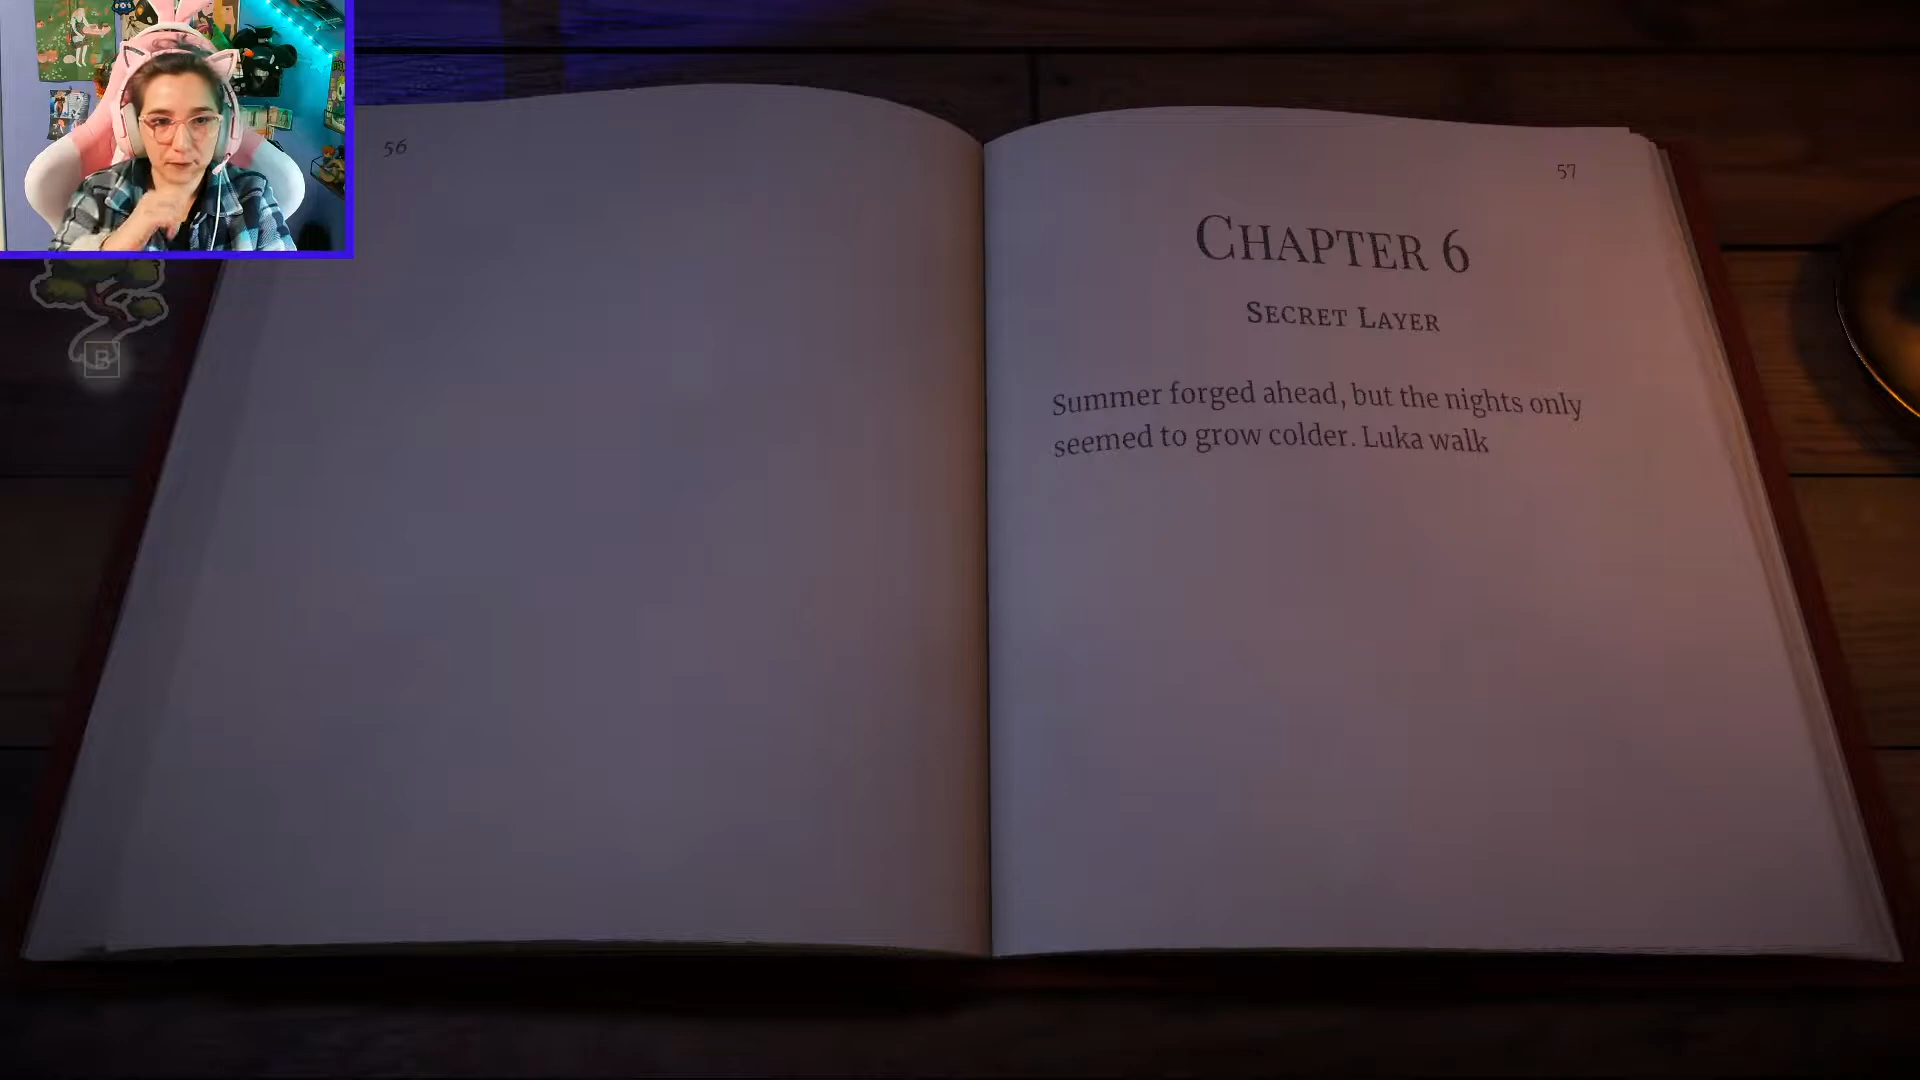 56
57
CHAPTER 6
SECRET LAYER
Summer forged ahead, but the nights only
seemed to grow colder. Luka walk
B